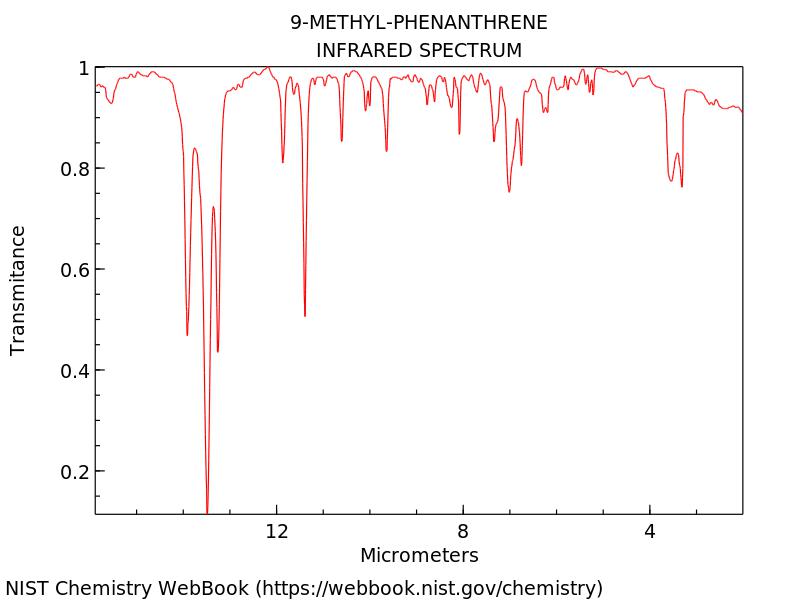 9-METHYL-PHENANTHRENE
INFRARED SPECTRUM
1
0.8
0.6
0.4
0.2
Transmitance
12
8
4
Micrometers
NIST Chemistry WebBook (https://webbook.nist.gov/chemistry)